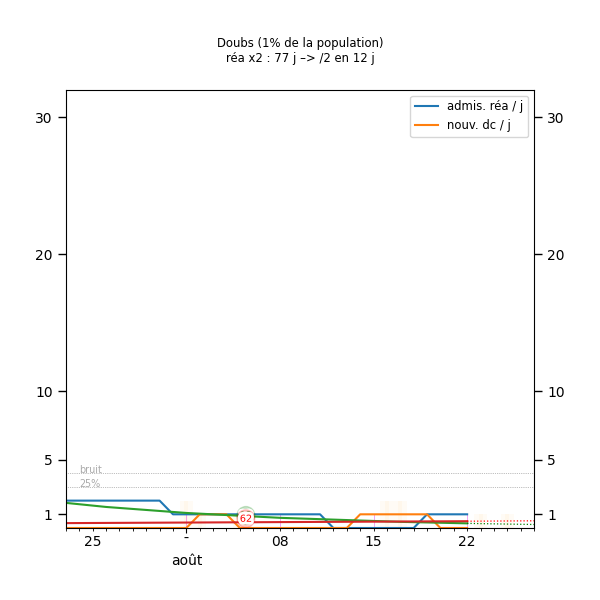 Doubs (1% de la population)
réa x2 : 77 j –> /2 en 12 j
admis. réa / j
nouv. dc / j
30 30
20 20
10 10
5 5
bruit
25%
1 1
62
25 - 08 15 22
août